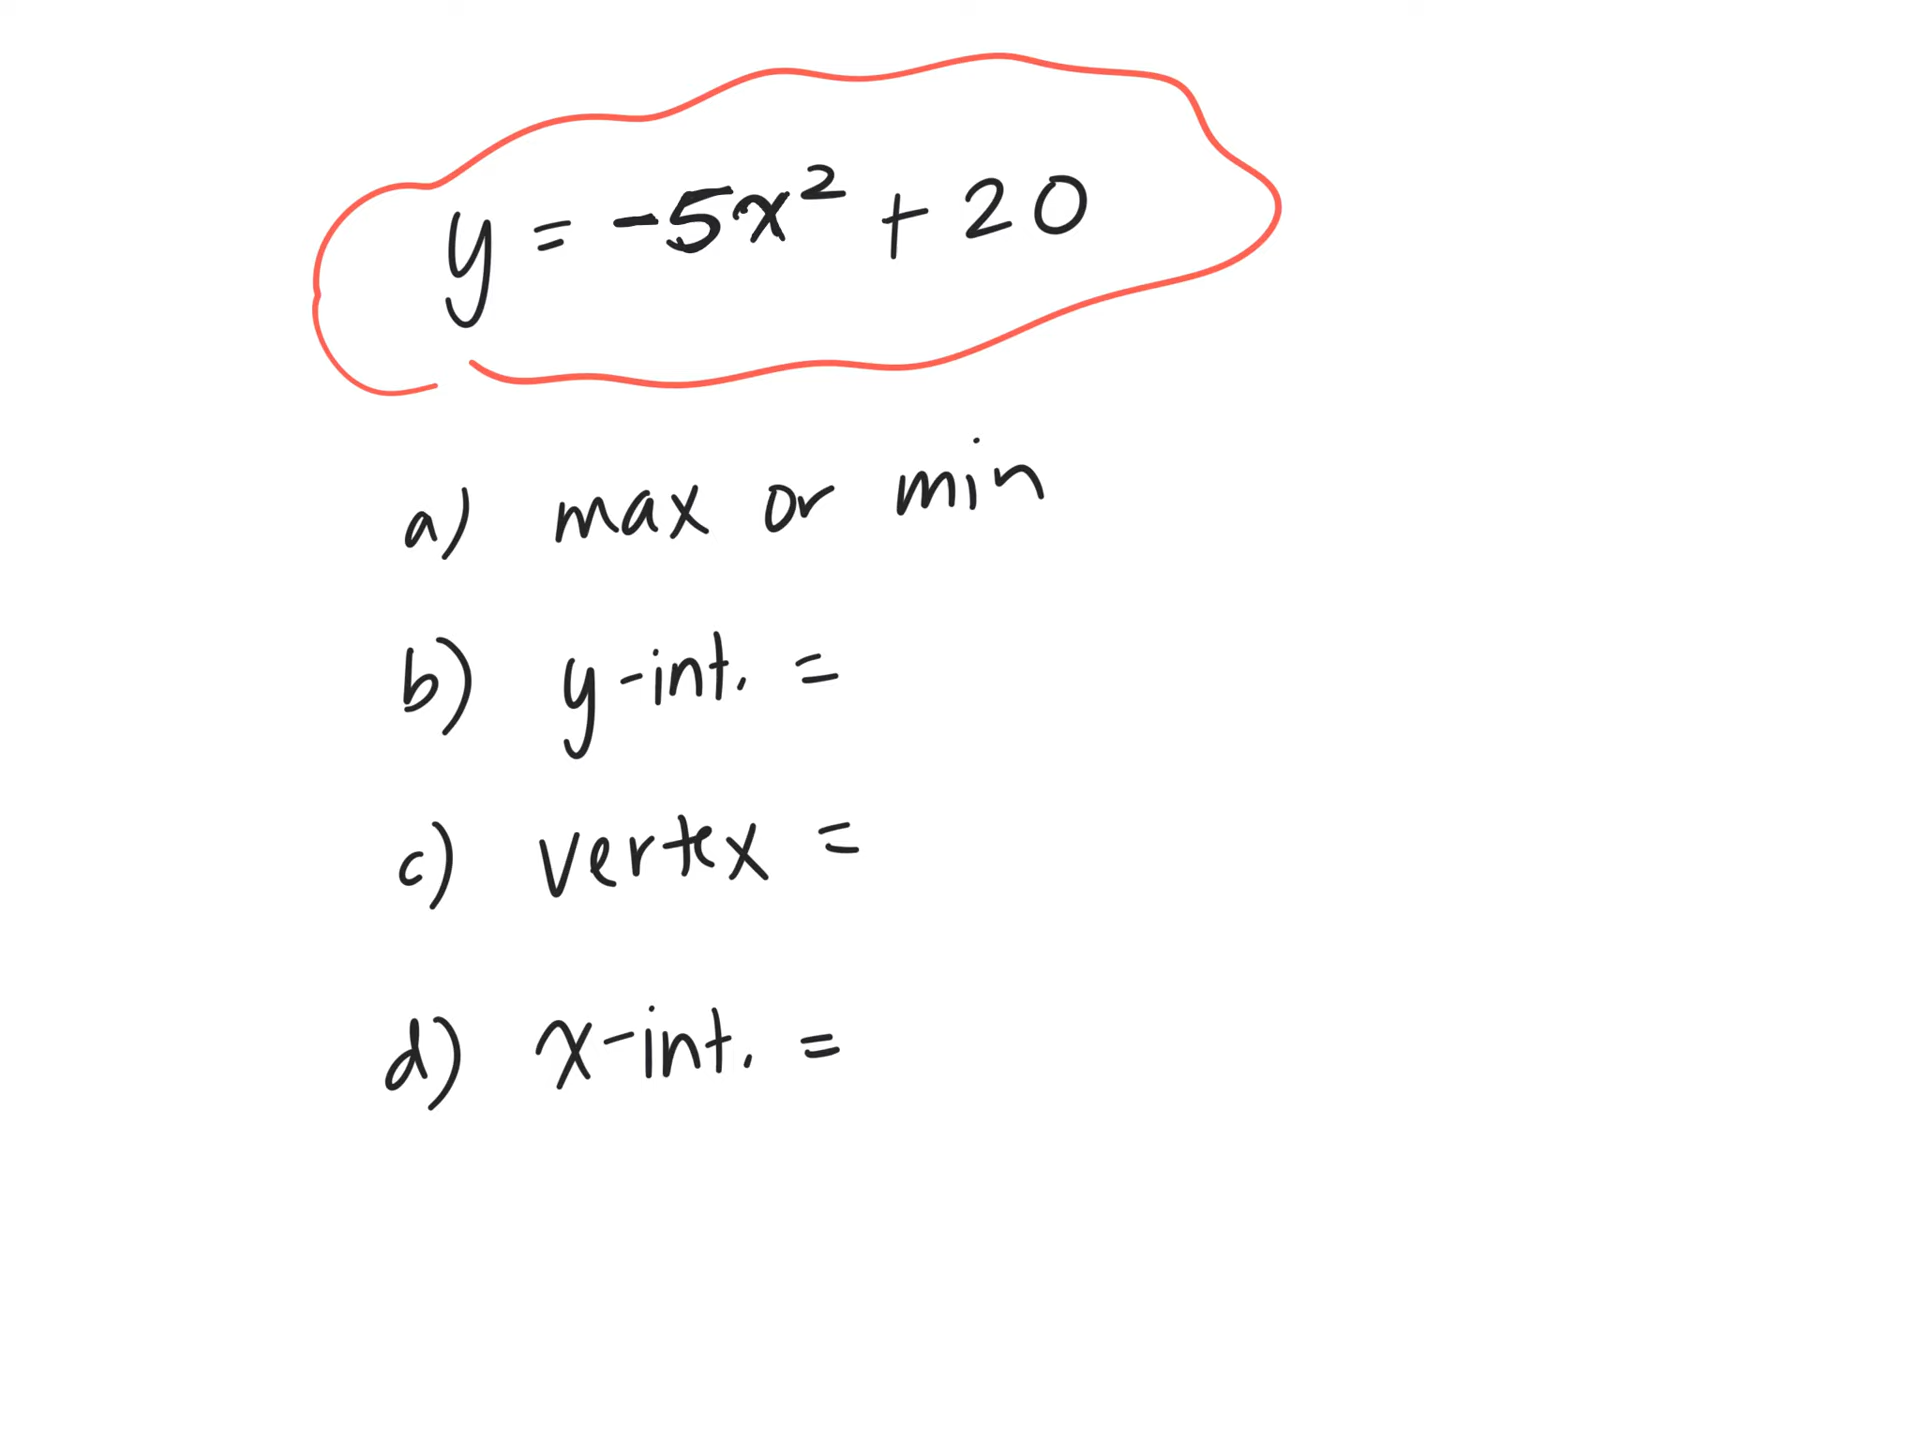 y = -5x² + 20
a) max or min
b) y-int. =
c) vertex =
d) x-int. =